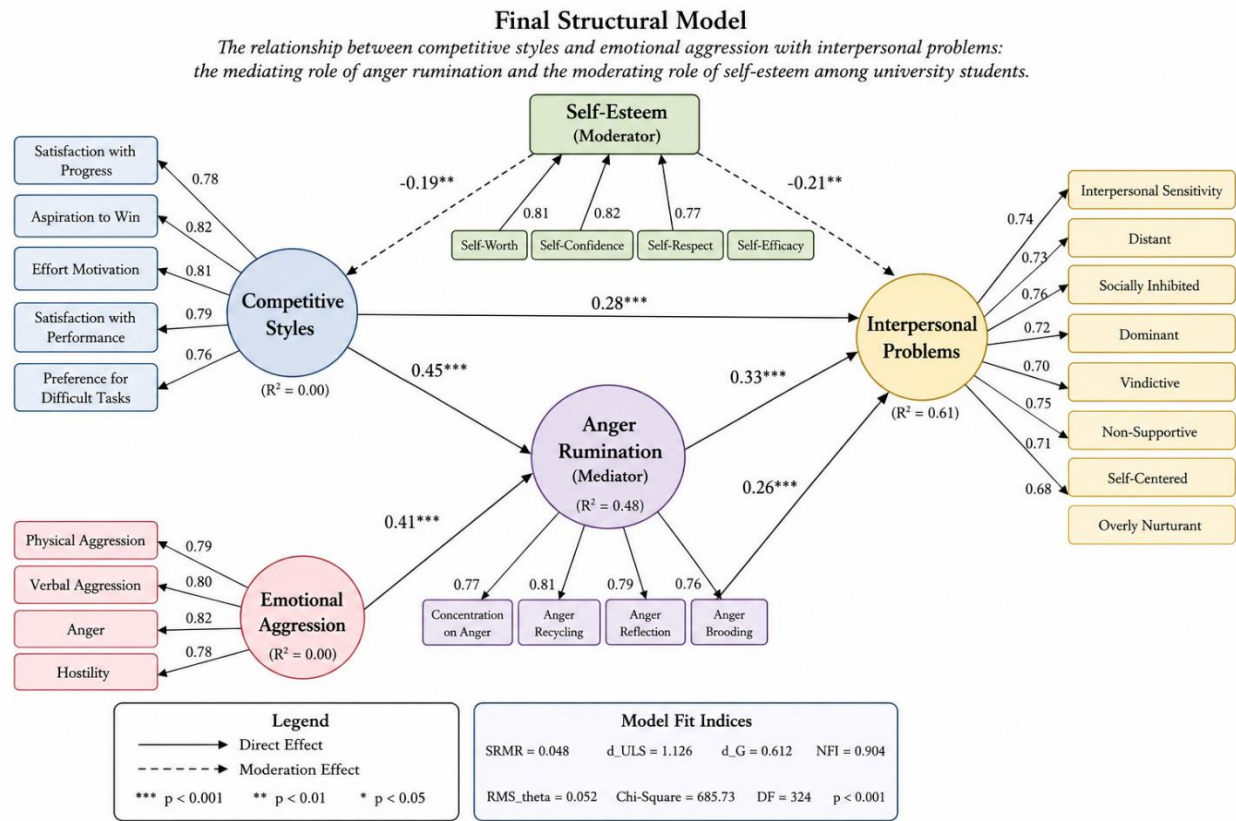 Final Structural Model
The relationship between competitive styles and emotional aggression with interpersonal problems:
the mediating role of anger rumination and the moderating role of self-esteem among university students.
Self-Esteem
(Moderator)
-0.19**
-0.21**
0.81
0.82
0.77
Self-Worth
Self-Confidence
Self-Respect
Self-Efficacy
Satisfaction with
Progress
Aspiration to Win
Effort Motivation
Satisfaction with
Performance
Preference for
Difficult Tasks
0.78
0.82
0.81
0.79
0.76
Competitive
Styles
(R² = 0.00)
0.28***
0.45***
0.33***
0.41***
0.26***
Anger
Rumination
(Mediator)
(R² = 0.48)
0.77
0.81
0.79
0.76
Concentration
on Anger
Anger
Recycling
Anger
Reflection
Anger
Brooding
Interpersonal
Problems
(R² = 0.61)
0.74
0.73
0.76
0.72
0.70
0.75
0.71
0.68
Interpersonal Sensitivity
Distant
Socially Inhibited
Dominant
Vindictive
Non-Supportive
Self-Centered
Overly Nurturant
Physical Aggression
Verbal Aggression
Anger
Hostility
0.79
0.80
0.82
0.78
Emotional
Aggression
(R² = 0.00)
Legend
Direct Effect
Moderation Effect
*** p < 0.001 ** p < 0.01 * p < 0.05
Model Fit Indices
SRMR = 0.048 d_ULS = 1.126 d_G = 0.612 NFI = 0.904
RMS_theta = 0.052 Chi-Square = 685.73 DF = 324 p < 0.001